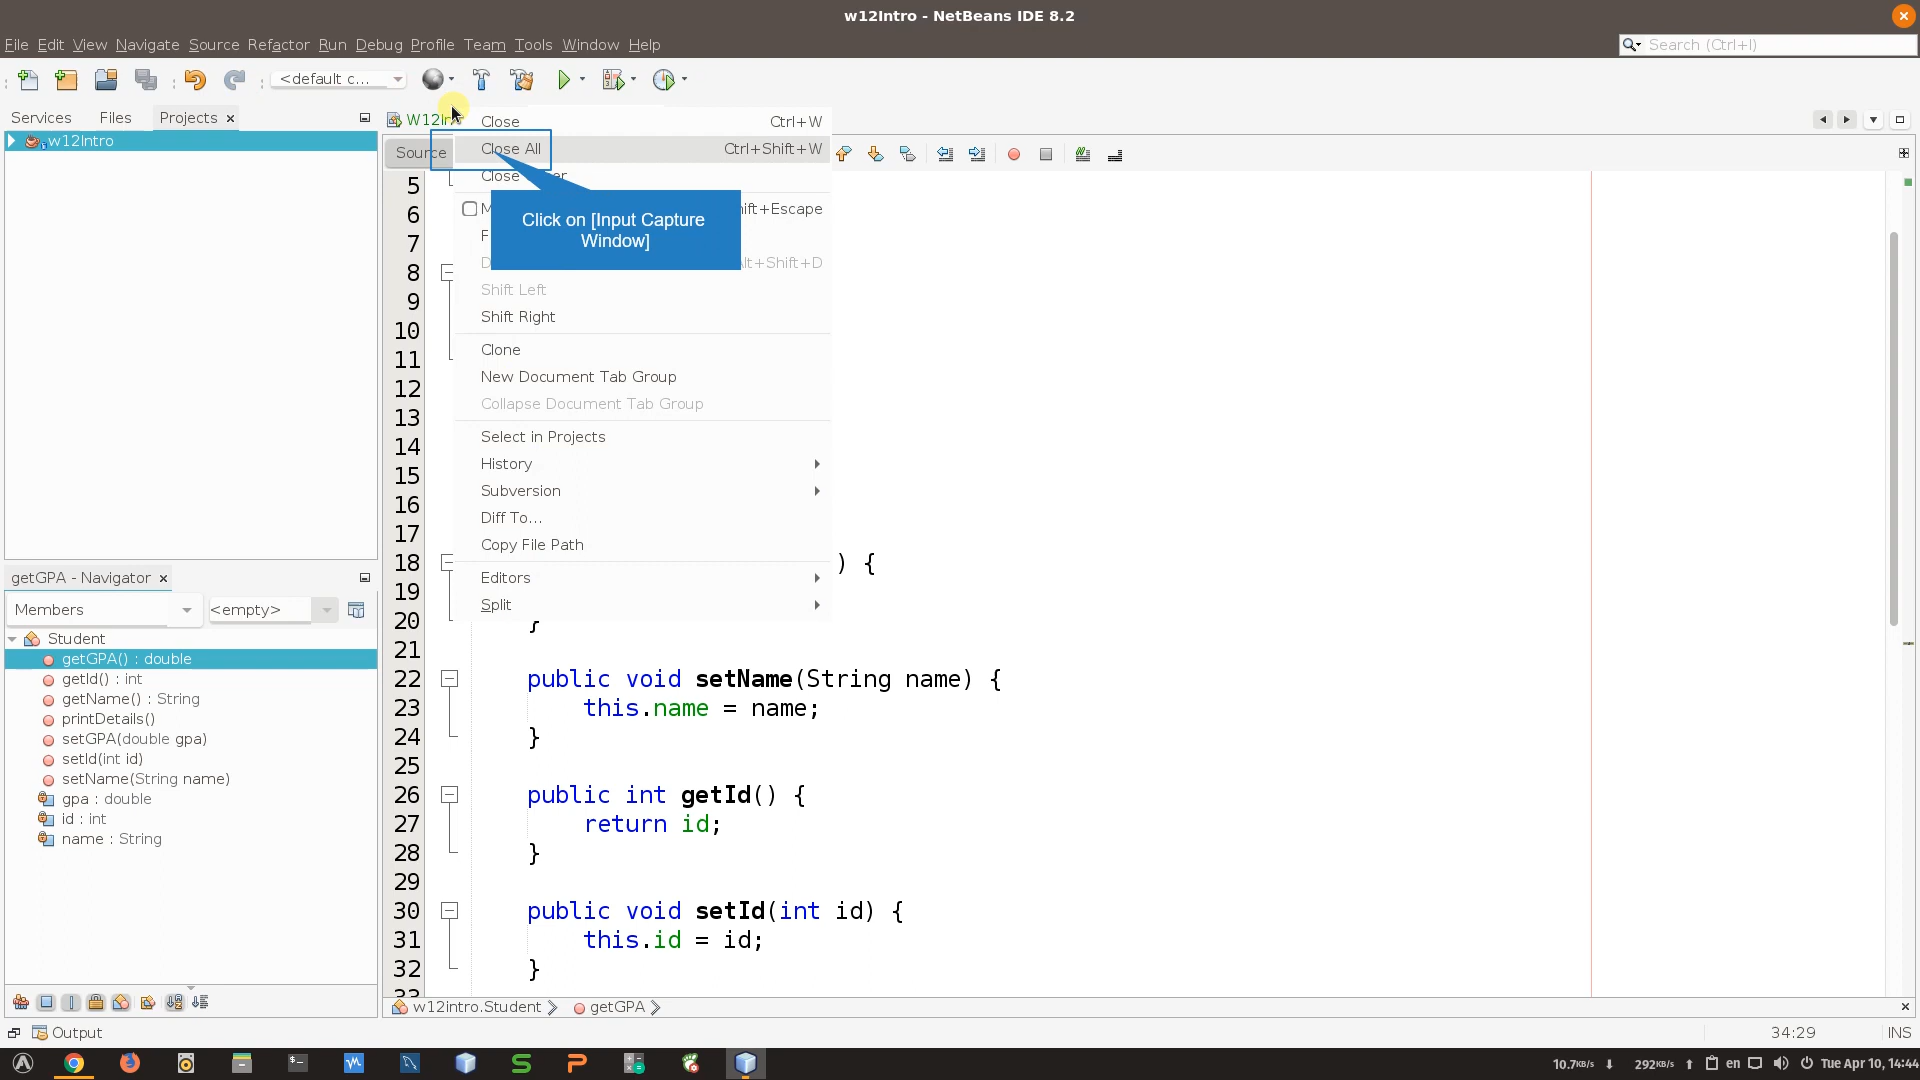 w12Intro - NetBeans IDE 8.2
File Edit View Navigate Source Refactor Run Debug Profile Team Tools Window Help
Search (Ctrl+I)
<default c...
Services Files Projects
w12Intro
Source
Close Ctrl+W
Close All Ctrl+Shift+W
Click on [Input Capture
Window]
Shift Left
Shift Right
Clone
New Document Tab Group
Collapse Document Tab Group
Select in Projects
History
Subversion
Diff To...
Copy File Path
Editors
Split
5
6
7
8
9
10
11
12
13
14
15
16
17
18 ) {
19
20 }
21
22 public void setName(String name) {
23 this.name = name;
24 }
25
26 public int getId() {
27 return id;
28 }
29
30 public void setId(int id) {
31 this.id = id;
32 }
getGPA - Navigator
Members <empty>
Student
getGPA() : double
getId() : int
getName() : String
printDetails()
setGPA(double gpa)
setId(int id)
setName(String name)
gpa : double
id : int
name : String
w12intro.Student getGPA
Output
34:29 INS
10.7KB/s 292KB/s en Tue Apr 10, 14:44